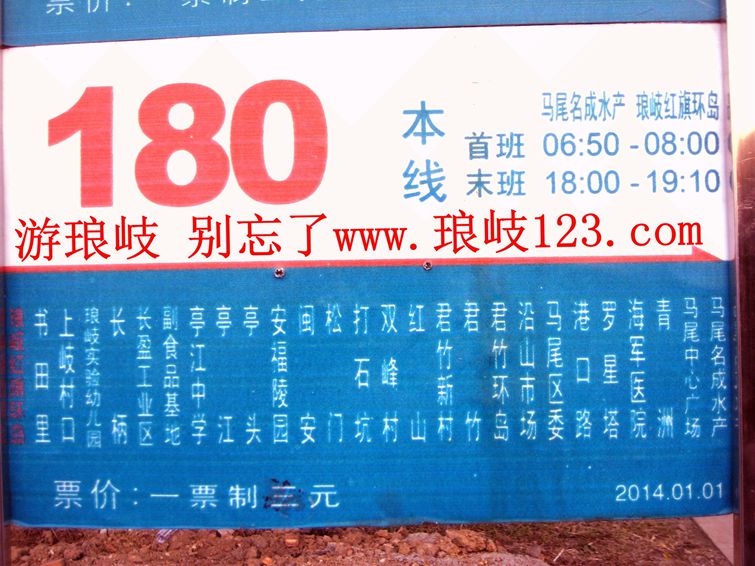 票价：一票制
180
本线
马尾名成水产 琅岐红旗环岛
首班 06:50 - 08:00
末班 18:00 - 19:10
游琅岐 别忘了www.琅岐123.com
琅岐红旗环岛
书田里
上岐村口
琅岐实验幼儿园
长柄
长盈工业区
副食品基地
亭江中学
亭江
亭头
安福陵园
闽安
松门
打石坑
双峰村
红山
君竹新村
君竹
君竹环岛
沿山市场
马尾区委
港口路
罗星塔
海军医院
青洲
马尾中心广场
马尾名成水产
票价：一票制三元
2014.01.01